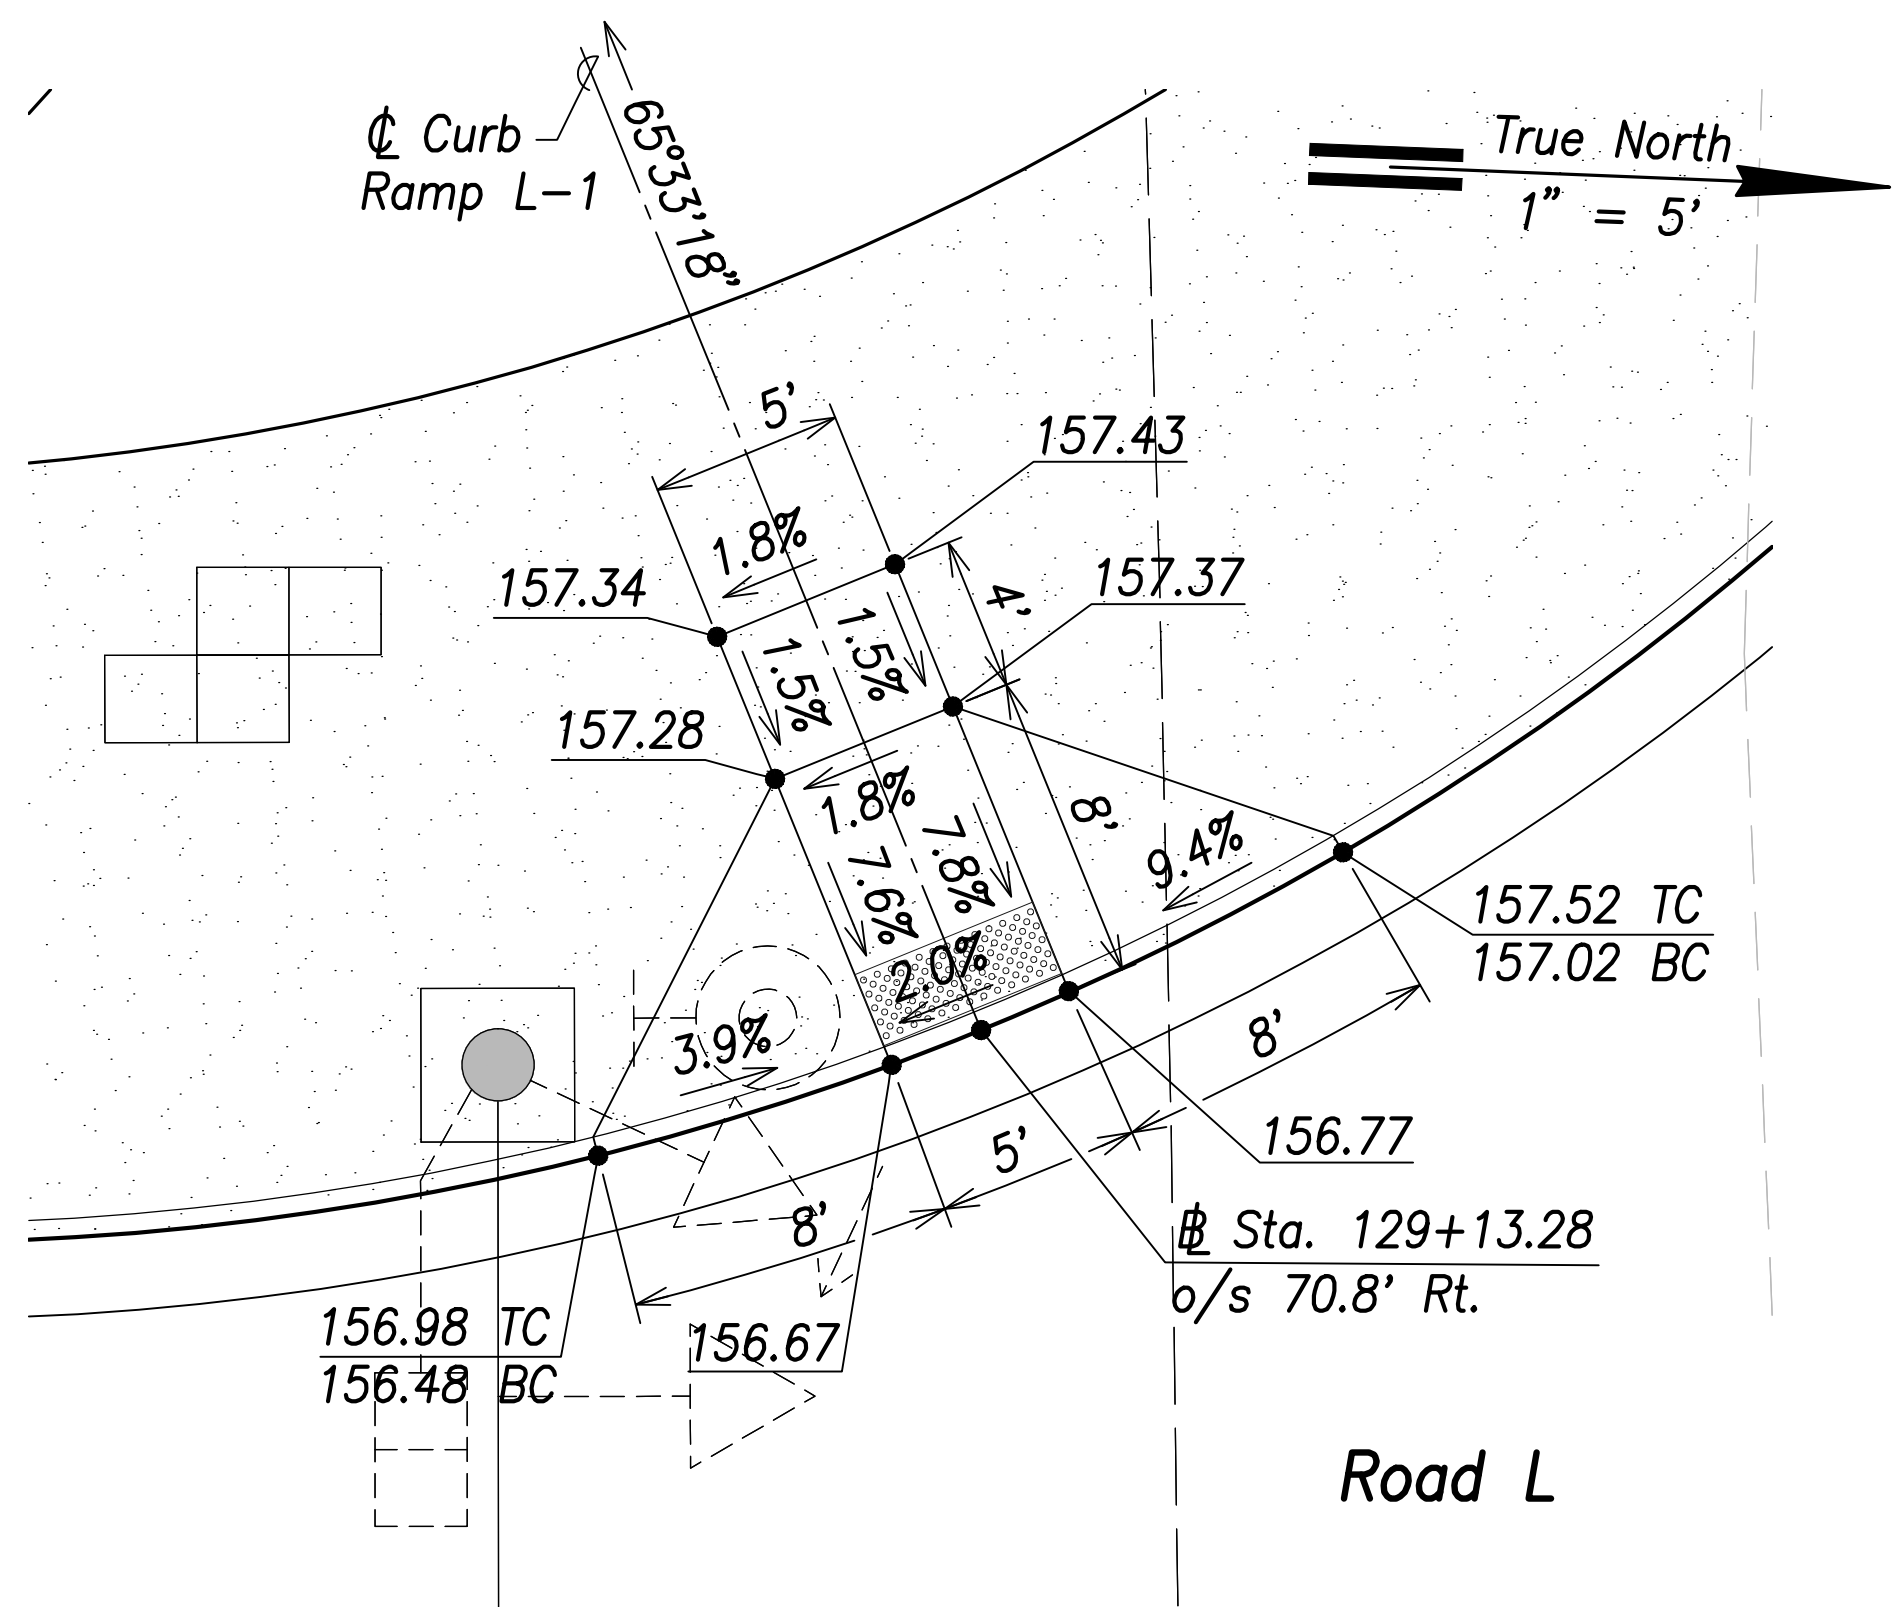 ℄ Curb
Ramp L-1
65°33'18"
True North
1" = 5'
5'
157.43
1.8%
157.34
4'
157.37
1.5%
1.5%
157.28
1.8%
8'
7.8%
7.6%
9.4%
157.52 TC
157.02 BC
2.0%
3.9%
8'
5'
156.77
8'
B Sta. 129+13.28
o/s 70.8' Rt.
156.98 TC
156.48 BC
156.67
Road L